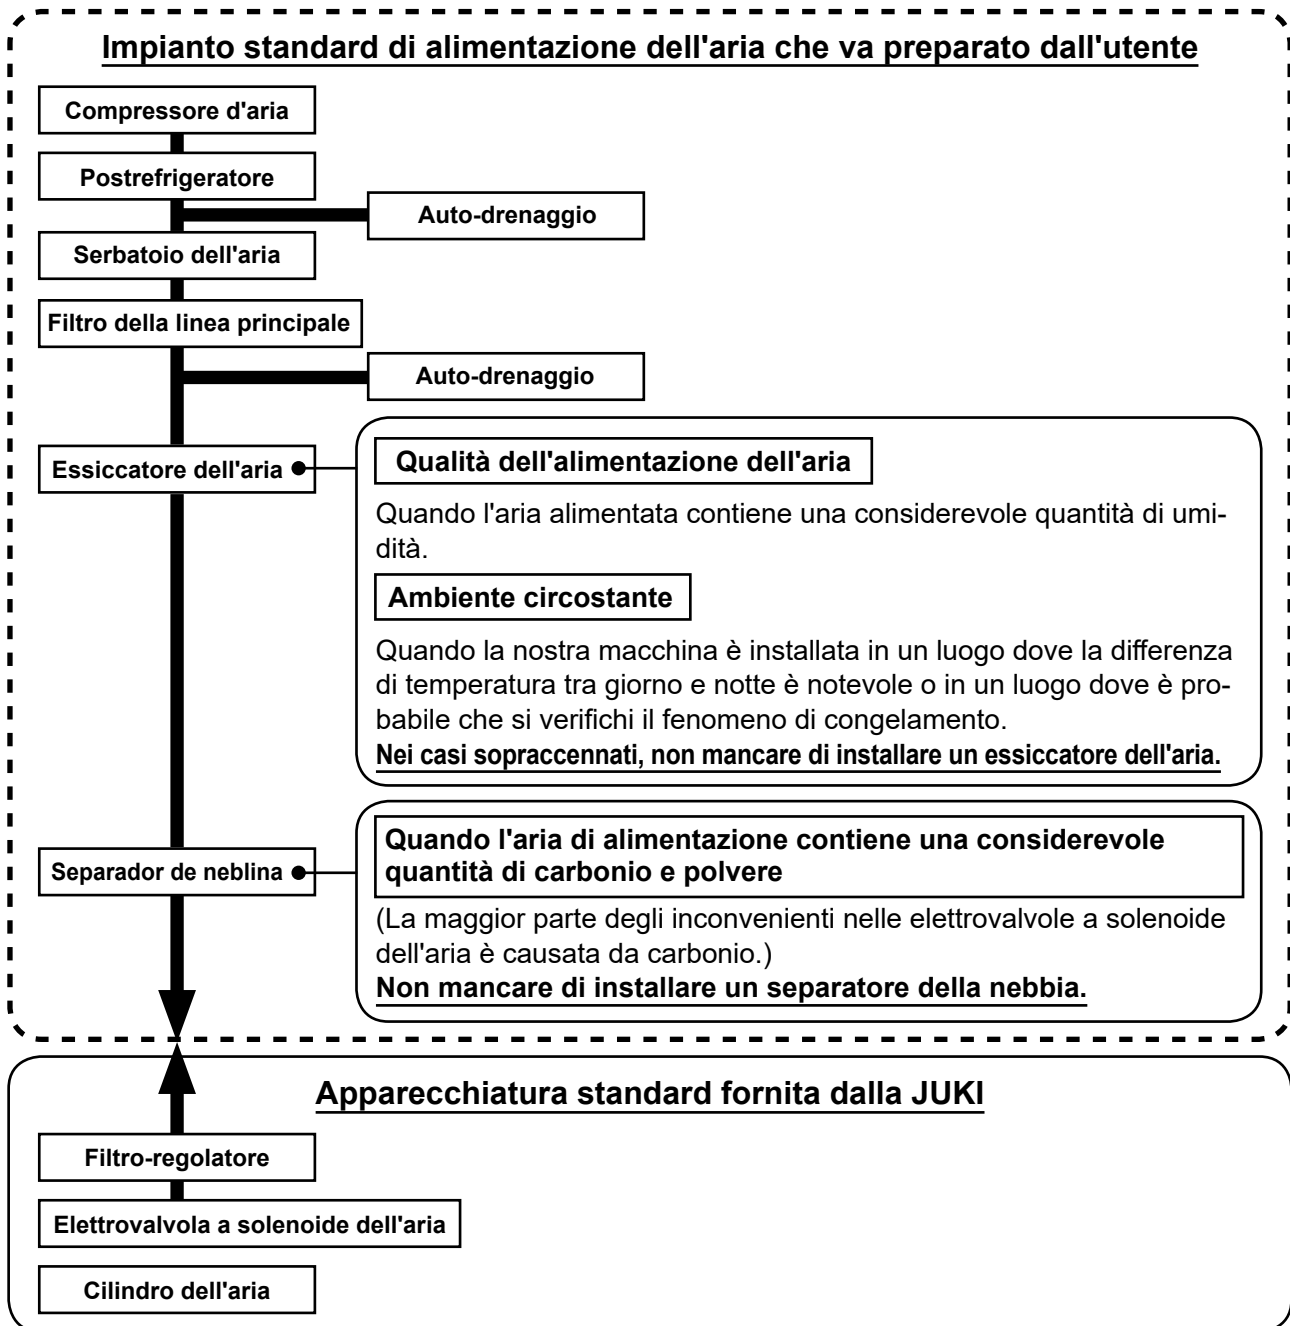 Impianto standard di alimentazione dell'aria che va preparato dall'utente
Compressore d'aria
Postrefrigeratore
Auto-drenaggio
Serbatoio dell'aria
Filtro della linea principale
Auto-drenaggio
Essiccatore dell'aria
Qualità dell'alimentazione dell'aria
Quando l'aria alimentata contiene una considerevole quantità di umi-
dità.
Ambiente circostante
Quando la nostra macchina è installata in un luogo dove la differenza
di temperatura tra giorno e notte è notevole o in un luogo dove è pro-
babile che si verifichi il fenomeno di congelamento.
Nei casi sopraccennati, non mancare di installare un essiccatore dell'aria.
Separador de neblina
Quando l'aria di alimentazione contiene una considerevole
quantità di carbonio e polvere
(La maggior parte degli inconvenienti nelle elettrovalvole a solenoide
dell'aria è causata da carbonio.)
Non mancare di installare un separatore della nebbia.
Apparecchiatura standard fornita dalla JUKI
Filtro-regolatore
Elettrovalvola a solenoide dell'aria
Cilindro dell'aria